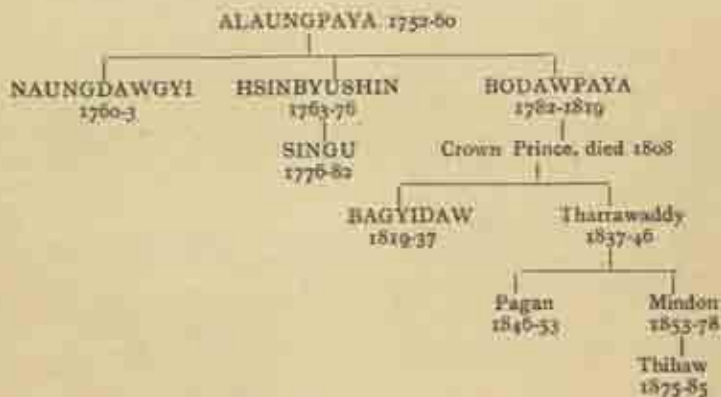 ALAUNGPAYA 1752-60
NAUNGDAWGYI HSINBYUSHIN BODAWPAYA
1760-3 1763-76 1782-1819
SINGU Crown Prince, died 1808
1776-82
BAGYIDAW Tharrawaddy
1819-37 1837-46
Pagan Mindon
1846-53 1853-78
Thibaw
1875-85